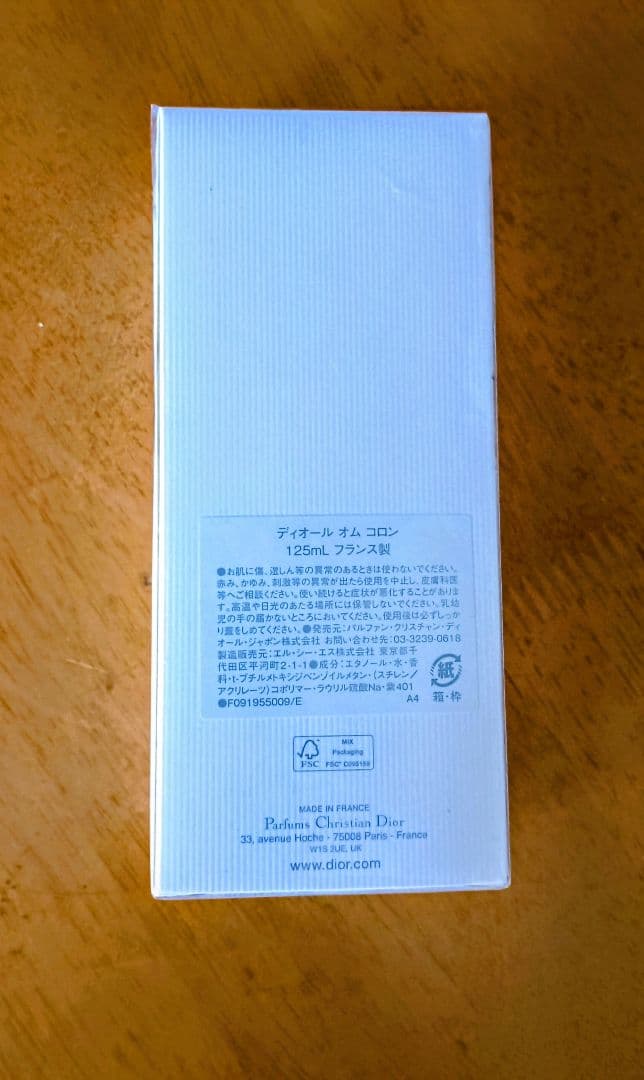 ディオール オム コロン
125mL フランス製
●お肌に傷、湿しん等の異常のあるときは使わないでください。
赤み、かゆみ、刺激等の異常が出たら使用を中止し、皮膚科医
等へご相談ください。使い続けると症状が悪化することがありま
す。高温や日光のあたる場所には保管しないでください。乳幼
児の手の届かないところにおいてください。使用後は必ずしっか
り蓋をしめてください。●発売元：パルファン・クリスチャン・ディ
オール・ジャポン株式会社 お問い合わせ先：03-3239-0618
製造販売元：エル・シー・エス株式会社 東京都千
代田区平河町2-1-1●成分：エタノール・水・香
料・t-ブチルメトキシジベンゾイルメタン・(スチレン/
アクリレーツ)コポリマー・ラウリル硫酸Na・紫401
●F091955009/E
A4
紙
箱・枠
MIX
Packaging
FSC
FSC® C095159
MADE IN FRANCE
Parfums Christian Dior
33, avenue Hoche - 75008 Paris - France
W1S 2UE, UK
www.dior.com